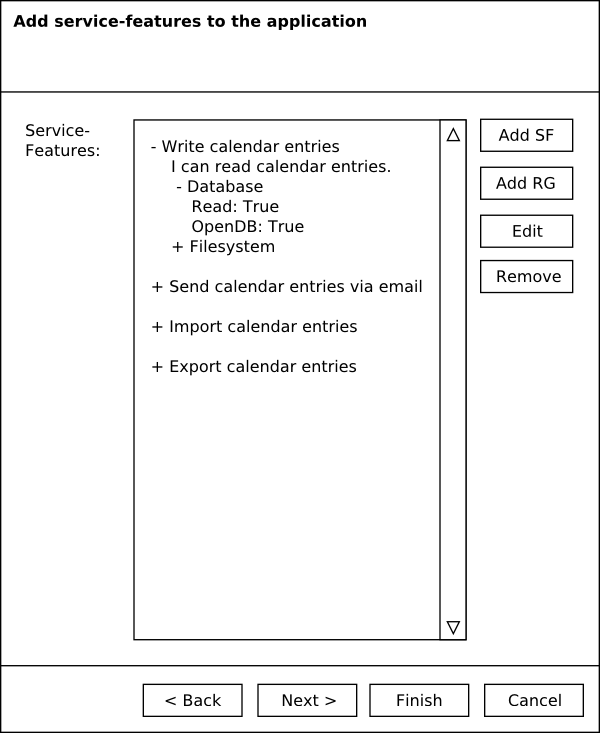 Add service-features to the application
Service-
Features:
- Write calendar entries
I can read calendar entries.
- Database
Read: True
OpenDB: True
+ Filesystem
+ Send calendar entries via email
+ Import calendar entries
+ Export calendar entries
Add SF
Add RG
Edit
Remove
< Back
Next >
Finish
Cancel